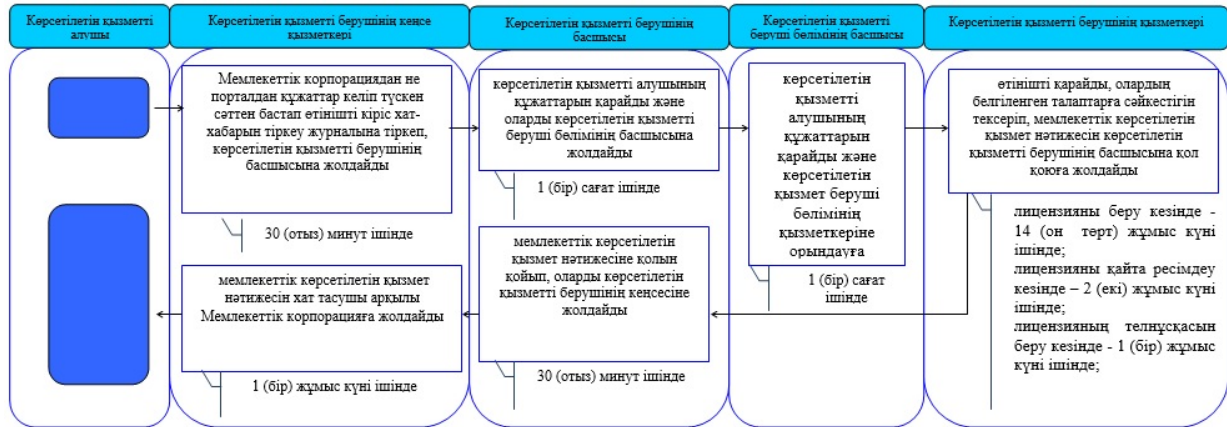 Көрсетілетін қызметті
алушы
Көрсетілетін қызметті берушінің кеңсе
қызметкері
Көрсетілетін қызметті берушінің
басшысы
Көрсетілетін қызметті
беруші бөлімінің басшысы
Көрсетілетін қызметті берушінің қызметкері
Мемлекеттік корпорациядан не
порталдан құжаттар келіп түскен
сәттен бастап өтінішті кіріс хат-
хабарын тіркеу журналына тіркеп,
көрсетілетін қызметті берушінің
басшысына жолдайды
30 (отыз) минут ішінде
көрсетілетін қызметті алушының
құжаттарын қарайды және
оларды көрсетілетін қызметті
беруші бөлімінің басшысына
жолдайды
1 (бір) сағат ішінде
көрсетілетін
қызметті
алушының
құжаттарын
қарайды және
көрсетілетін
қызмет беруші
бөлімінің
қызметкеріне
орындауға
1 (бір) сағат
ішінде
өтінішті қарайды, олардың
белгіленген талаптарға сәйкестігін
тексеріп, мемлекеттік көрсетілетін
қызмет нәтижесін көрсетілетін
қызметті берушінің басшысына қол
қоюға жолдайды
лицензияны беру кезінде -
14 (он төрт) жұмыс күні
ішінде;
лицензияны қайта ресімдеу
кезінде – 2 (екі) жұмыс күні
ішінде;
лицензияның телнұсқасын
беру кезінде - 1 (бір) жұмыс
күні ішінде;
мемлекеттік көрсетілетін
қызмет нәтижесіне қолын
қойып, оларды көрсетілетін
қызметті берушінің кеңсесіне
жолдайды
30 (отыз) минут ішінде
мемлекеттік көрсетілетін қызмет
нәтижесін хат тасушы арқылы
Мемлекеттік корпорацияға жолдайды
1 (бір) жұмыс күні ішінде